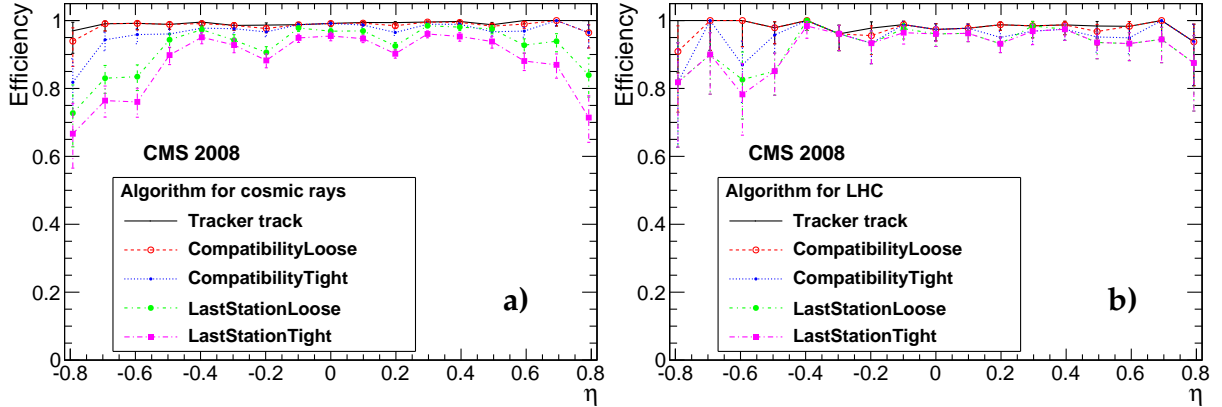 Efficiency
1
0.8
0.6
0.4
0.2
0
CMS 2008
Algorithm for cosmic rays
Tracker track
CompatibilityLoose
CompatibilityTight
LastStationLoose
LastStationTight
a)
-0.8 -0.6 -0.4 -0.2 0 0.2 0.4 0.6 0.8
η
Efficiency
1
0.8
0.6
0.4
0.2
0
CMS 2008
Algorithm for LHC
Tracker track
CompatibilityLoose
CompatibilityTight
LastStationLoose
LastStationTight
b)
-0.8 -0.6 -0.4 -0.2 0 0.2 0.4 0.6 0.8
η